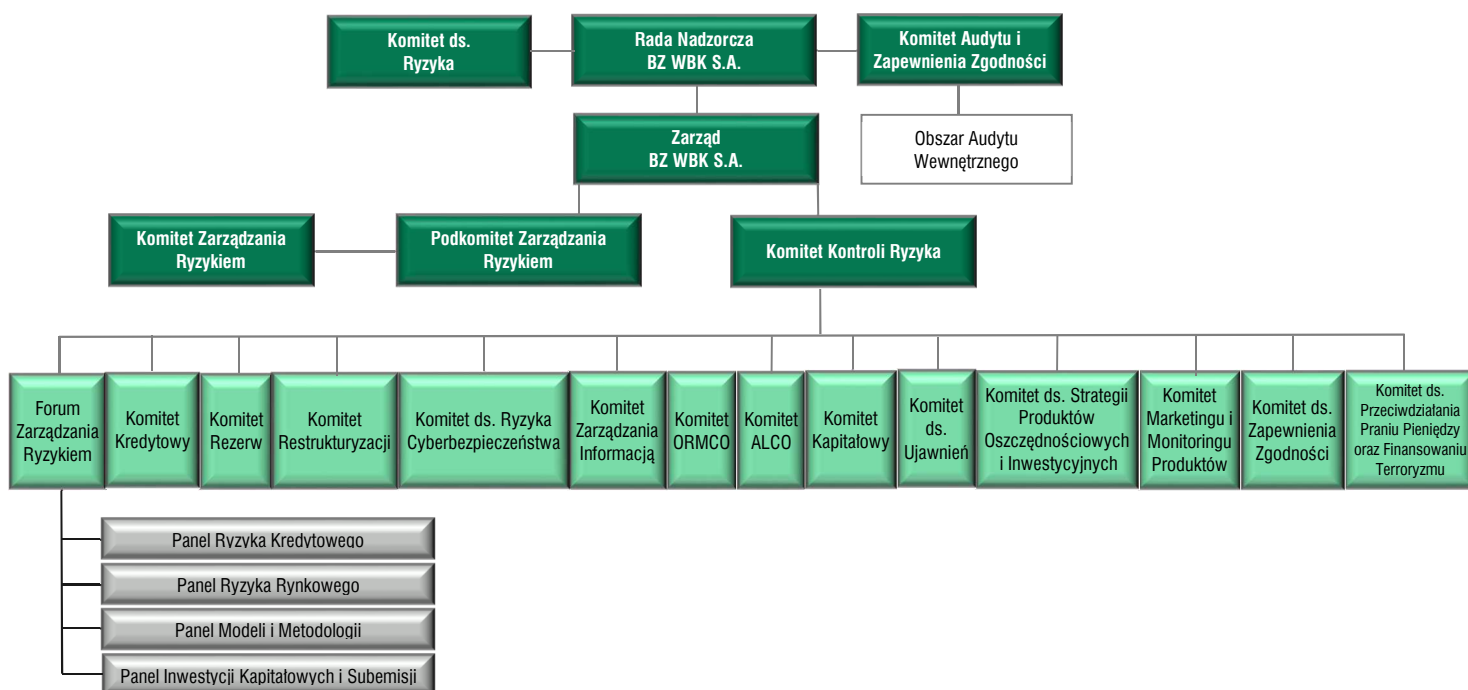 Komitet ds.
Ryzyka
Rada Nadzorcza
BZ WBK S.A.
Komitet Audytu i
Zapewnienia Zgodności
Zarząd
BZ WBK S.A.
Obszar Audytu
Wewnętrznego
Komitet Zarządzania
Ryzykiem
Podkomitet Zarządzania
Ryzykiem
Komitet Kontroli Ryzyka
Forum
Zarządzania
Ryzykiem
Komitet
Kredytowy
Komitet
Rezerw
Komitet
Restrukturyzacji
Komitet ds. Ryzyka
Cyberbezpieczeństwa
Komitet
Zarządzania
Informacją
Komitet
ORMCO
Komitet
ALCO
Komitet
Kapitałowy
Komitet
ds.
Ujawnień
Komitet ds. Strategii
Produktów
Oszczędnościowych
i Inwestycyjnych
Komitet
Marketingu i
Monitoringu
Produktów
Komitet ds.
Zapewnienia
Zgodności
Komitet ds.
Przeciwdziałania
Praniu Pieniędzy
oraz Finansowaniu
Terroryzmu
Panel Ryzyka Kredytowego
Panel Ryzyka Rynkowego
Panel Modeli i Metodologii
Panel Inwestycji Kapitałowych i Subemisji